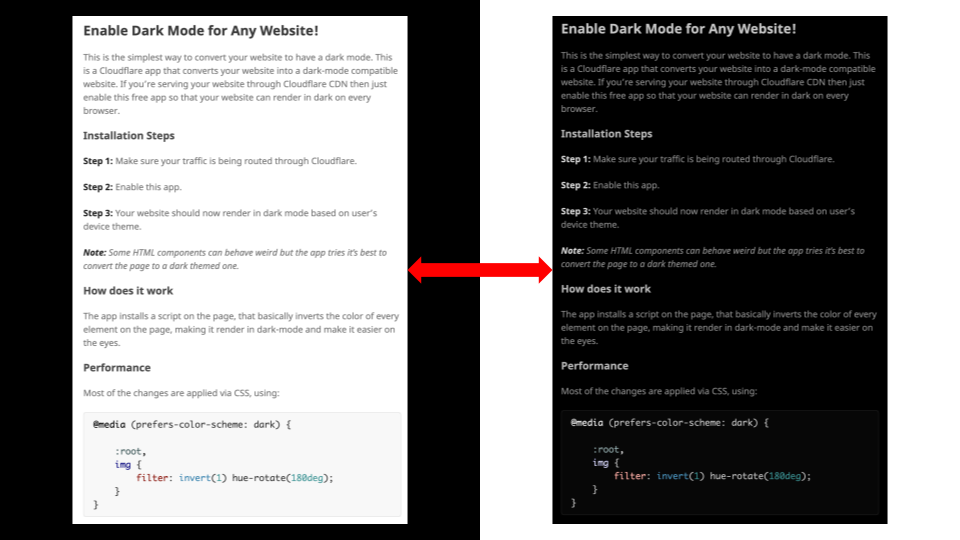 Enable Dark Mode for Any Website!
This is the simplest way to convert your website to have a dark mode. This
is a Cloudflare app that converts your website into a dark-mode compatible
website. If you're serving your website through Cloudflare CDN then just
enable this free app so that your website can render in dark on every
browser.
Installation Steps
Step 1: Make sure your traffic is being routed through Cloudflare.
Step 2: Enable this app.
Step 3: Your website should now render in dark mode based on user's
device theme.
Note: Some HTML components can behave weird but the app tries it's best to
convert the page to a dark themed one.
How does it work
The app installs a script on the page, that basically inverts the color of every
element on the page, making it render in dark-mode and make it easier on
the eyes.
Performance
Most of the changes are applied via CSS, using:
@media (prefers-color-scheme: dark) {
:root,
img {
filter: invert(1) hue-rotate(180deg);
}
}
Enable Dark Mode for Any Website!
This is the simplest way to convert your website to have a dark mode. This
is a Cloudflare app that converts your website into a dark-mode compatible
website. If you're serving your website through Cloudflare CDN then just
enable this free app so that your website can render in dark on every
browser.
Installation Steps
Step 1: Make sure your traffic is being routed through Cloudflare.
Step 2: Enable this app.
Step 3: Your website should now render in dark mode based on user's
device theme.
Note: Some HTML components can behave weird but the app tries it's best to
convert the page to a dark themed one.
How does it work
The app installs a script on the page, that basically inverts the color of every
element on the page, making it render in dark-mode and make it easier on
the eyes.
Performance
Most of the changes are applied via CSS, using:
@media (prefers-color-scheme: dark) {
:root,
img {
filter: invert(1) hue-rotate(180deg);
}
}